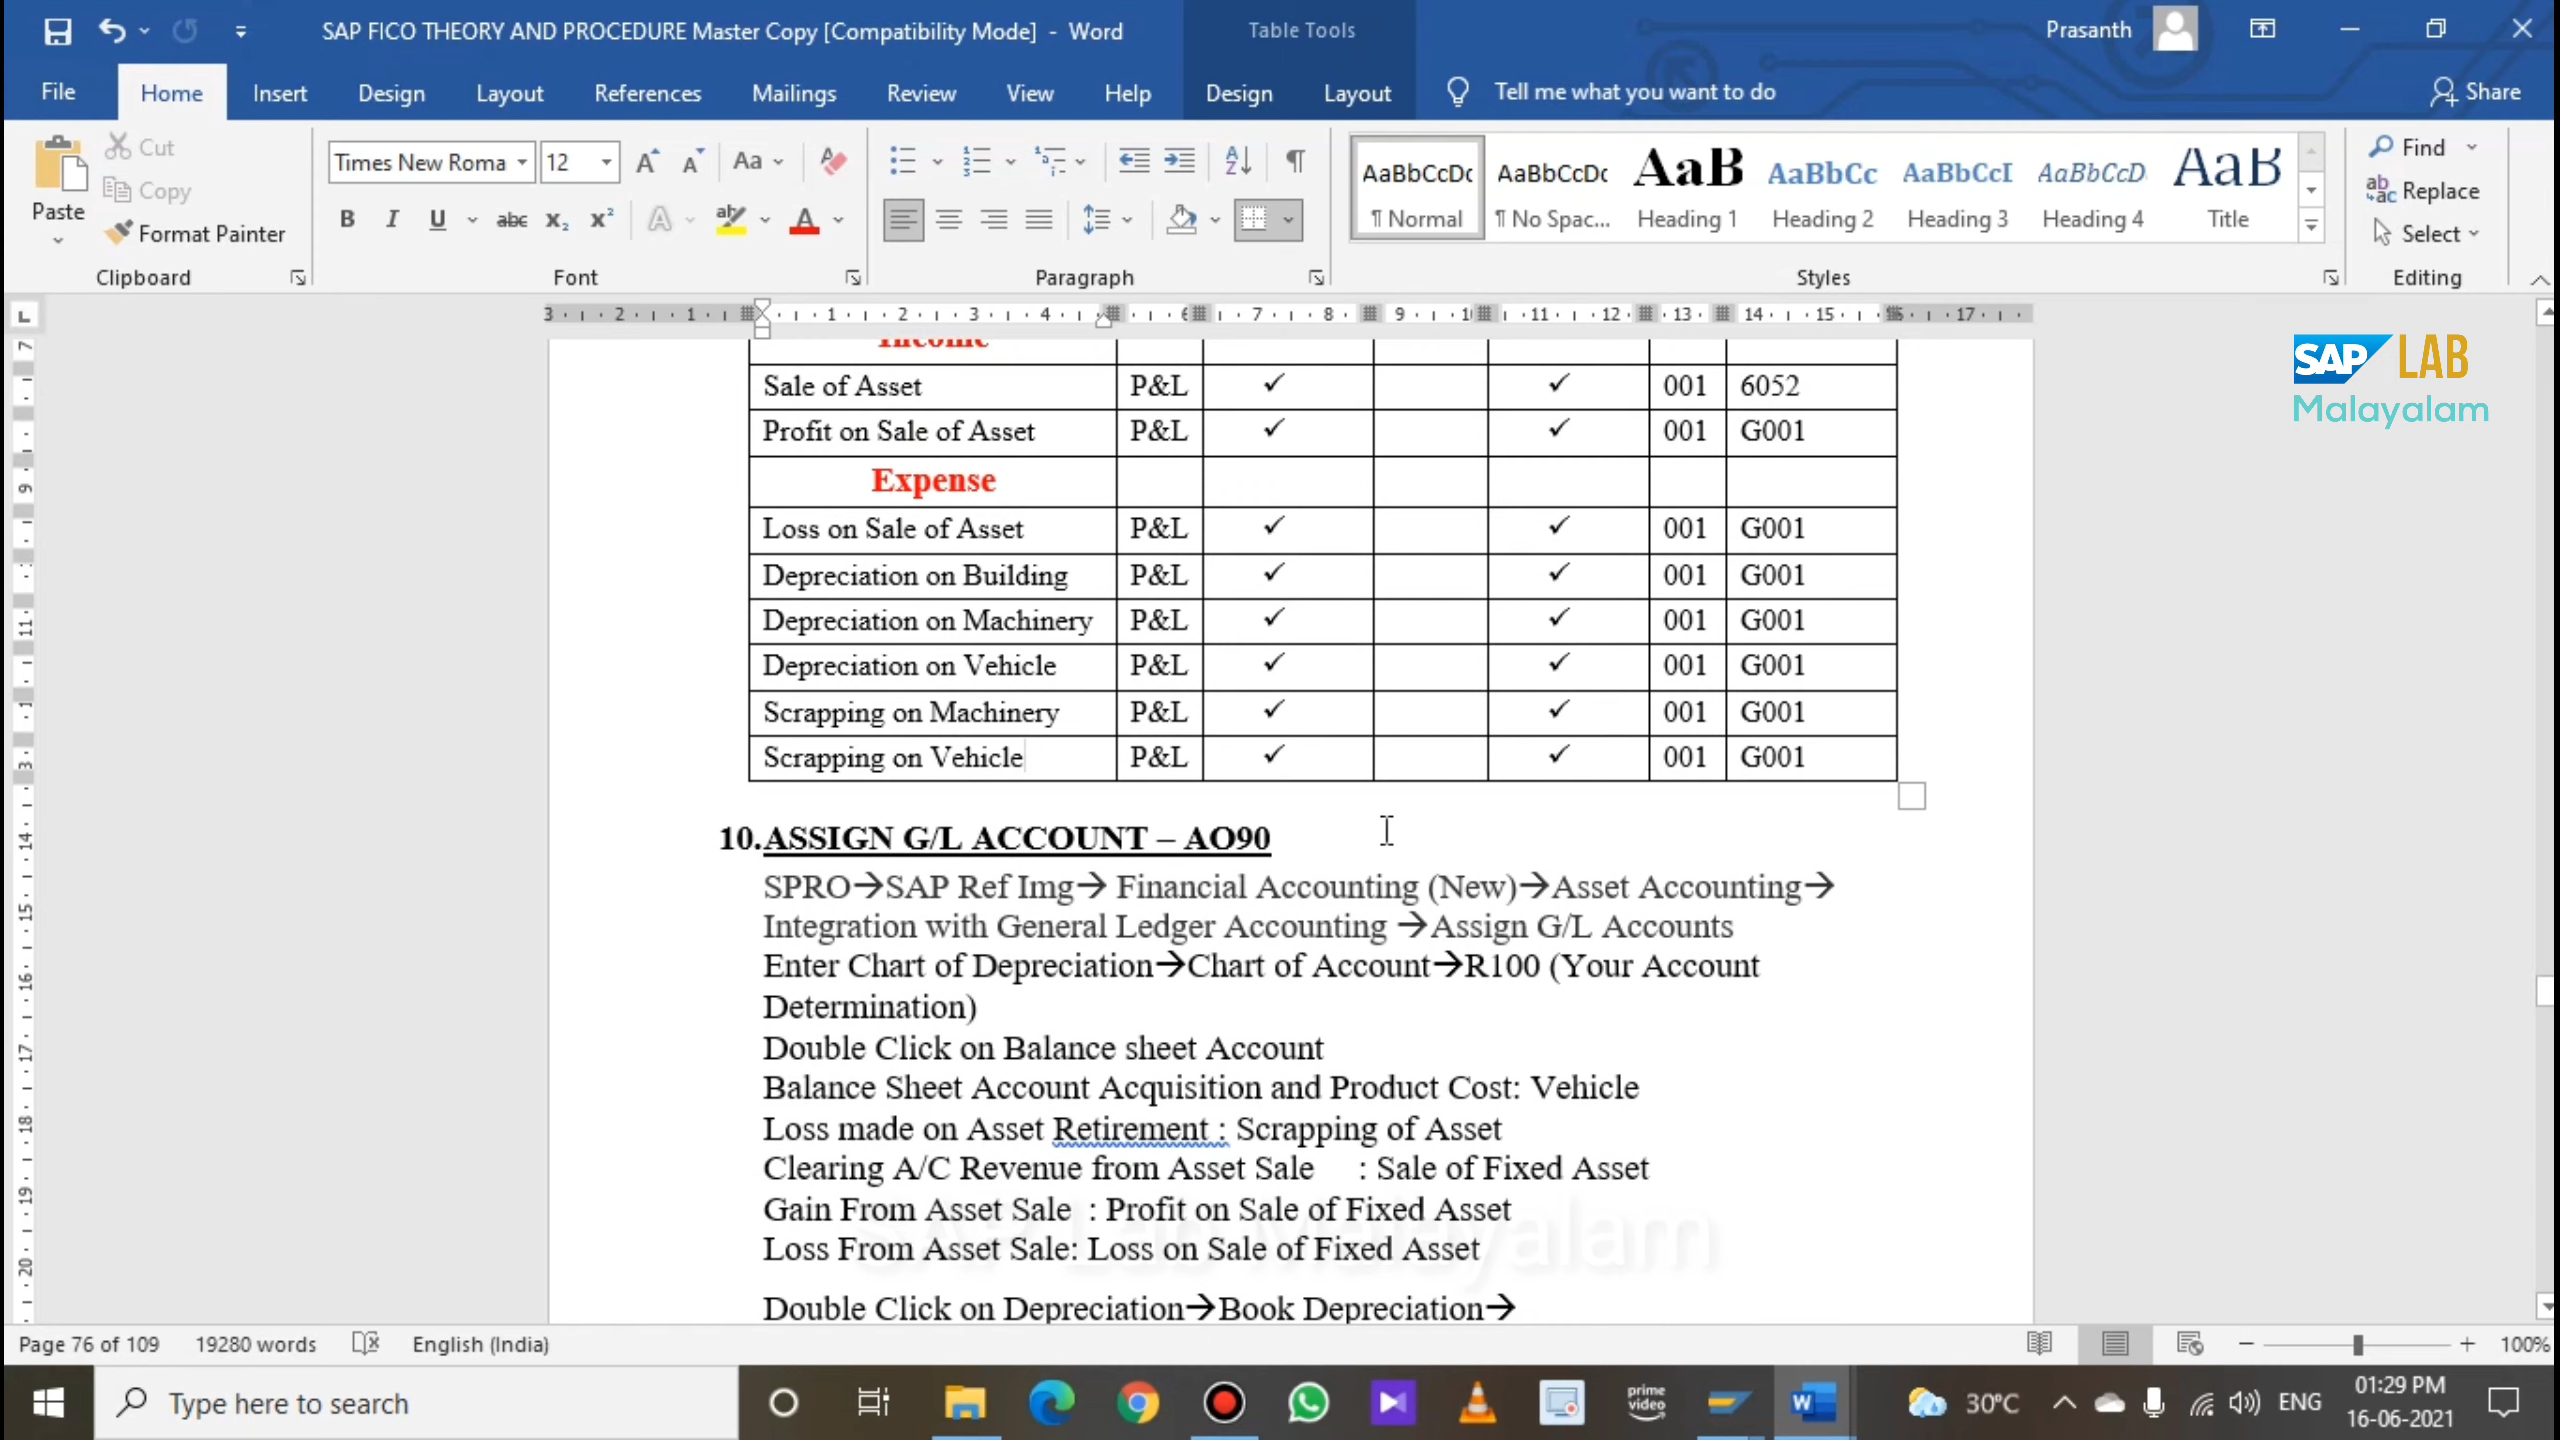 SAP FICO THEORY AND PROCEDURE Master Copy [Compatibility Mode] - Word
Table Tools
Prasanth
File Home Insert Design Layout References Mailings Review View Help Design Layout Tell me what you want to do Share
Paste
Cut
Copy
Format Painter
Clipboard
Times New Roma 12
Font
Paragraph
AaBbCcDc AaBbCcDc AaB AaBbCc AaBbCcI AaBbCcD AaB
¶ Normal ¶ No Spac... Heading 1 Heading 2 Heading 3 Heading 4 Title
Styles
Find
Replace
Select
Editing
SAP LAB
Malayalam
Income
Sale of Asset P&L ✓ ✓ 001 6052
Profit on Sale of Asset P&L ✓ ✓ 001 G001
Expense
Loss on Sale of Asset P&L ✓ ✓ 001 G001
Depreciation on Building P&L ✓ ✓ 001 G001
Depreciation on Machinery P&L ✓ ✓ 001 G001
Depreciation on Vehicle P&L ✓ ✓ 001 G001
Scrapping on Machinery P&L ✓ ✓ 001 G001
Scrapping on Vehicle P&L ✓ ✓ 001 G001
10.ASSIGN G/L ACCOUNT – AO90
SPRO→SAP Ref Img→ Financial Accounting (New)→Asset Accounting→
Integration with General Ledger Accounting →Assign G/L Accounts
Enter Chart of Depreciation→Chart of Account→R100 (Your Account
Determination)
Double Click on Balance sheet Account
Balance Sheet Account Acquisition and Product Cost: Vehicle
Loss made on Asset Retirement : Scrapping of Asset
Clearing A/C Revenue from Asset Sale : Sale of Fixed Asset
Gain From Asset Sale : Profit on Sale of Fixed Asset
Loss From Asset Sale: Loss on Sale of Fixed Asset
SAP Lab Malayalam
Double Click on Depreciation→Book Depreciation→
Page 76 of 109 19280 words English (India) 100%
Type here to search
prime video
30°C ENG
01:29 PM
16-06-2021